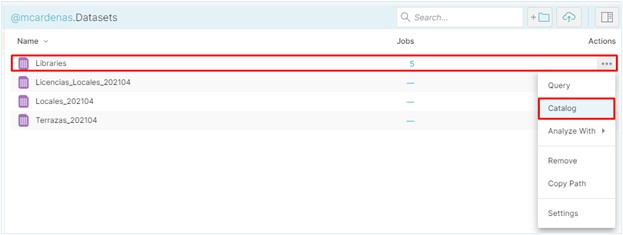 @mcardenas.Datasets
Search...
Name
Jobs
Actions
Libraries
5
...
Licencias_Locales_202104
—
Locales_202104
—
Terrazas_202104
—
Query
Catalog
Analyze With
Remove
Copy Path
Settings